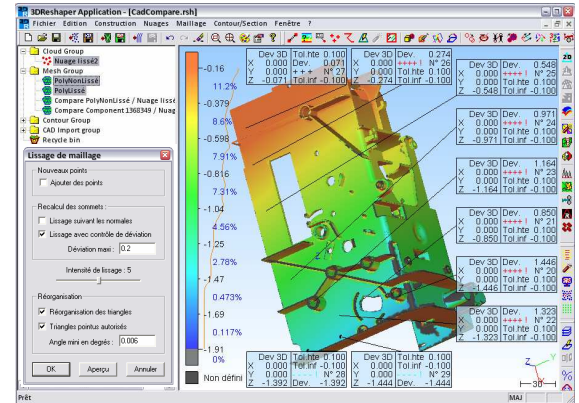 3DReshaper Application - [CadCompare.rsh]
Fichier Edition Construction Nuages Maillage Contour/Section Fenêtre ?
Cloud Group
Nuage lissé2
Mesh Group
PolyNonLissé
PolyLissé
Compare PolyNonLissé / Nuage lissé
Compare Component1368349 / Nuag
Contour Group
CAD Import group
Recycle bin
Lissage de maillage
Nouveaux points
Ajouter des points
Recalcul des sommets :
Lissage suivant les normales
Lissage avec contrôle de déviation
Déviation maxi : 0.2
Intensité de lissage : 5
Réorganisation
Réorganisation des triangles
Triangles pointus autorisés
Angle mini en degrés : 0.006
OK Aperçu Annuler
-0.16
11.2%
-0.379
8.6%
-0.598
7.91%
-0.816
7.31%
-1.04
4.56%
-1.25
2.78%
-1.47
0.473%
-1.69
0.117%
-1.91
0%
Non défini
Dev 3D Tol.hte 0.100
X 0.000 Dev. 0.071
Y 0.000 + + + N° 27
Z -0.071 Tol.inf -0.100
Dev 3D Dev. 0.274
X 0.000 ++++ ! N° 26
Y 0.000 Tol.hte 0.100
Z -0.274 Tol.inf -0.100
Dev 3D Dev. 0.548
X 0.000 ++++ ! N° 25
Y 0.000 Tol.hte 0.100
Z -0.548 Tol.inf -0.100
Dev 3D Dev. 0.971
X 0.000 ++++ ! N° 24
Y 0.000 Tol.hte 0.100
Z -0.971 Tol.inf -0.100
Dev 3D Dev. 1.164
X 0.000 ++++ ! N° 23
Y 0.000 Tol.hte 0.100
Z -1.164 Tol.inf -0.100
Dev 3D Dev. 0.850
X 0.000 ++++ ! N° 21
Y 0.000 Tol.hte 0.100
Z -0.850 Tol.inf -0.100
Dev 3D Dev. 1.446
X 0.000 ++++ ! N° 20
Y 0.000 Tol.hte 0.100
Z -1.446 Tol.inf -0.100
Dev 3D Dev. 1.323
X 0.000 ++++ ! N° 22
Y 0.000 Tol.hte 0.100
Z -1.323 Tol.inf -0.100
Dev 3D Tol.hte 0.100
X 0.000 Tol.inf -0.100
Y 0.000 - - - - ! N° 28
Z -1.392 Dev. -1.392
Dev 3D Tol.hte 0.100
X 0.000 Tol.inf -0.100
Y 0.000 - - - - ! N° 29
Z -1.444 Dev. -1.444
Z
Z Y
X
38
Prêt MAJ